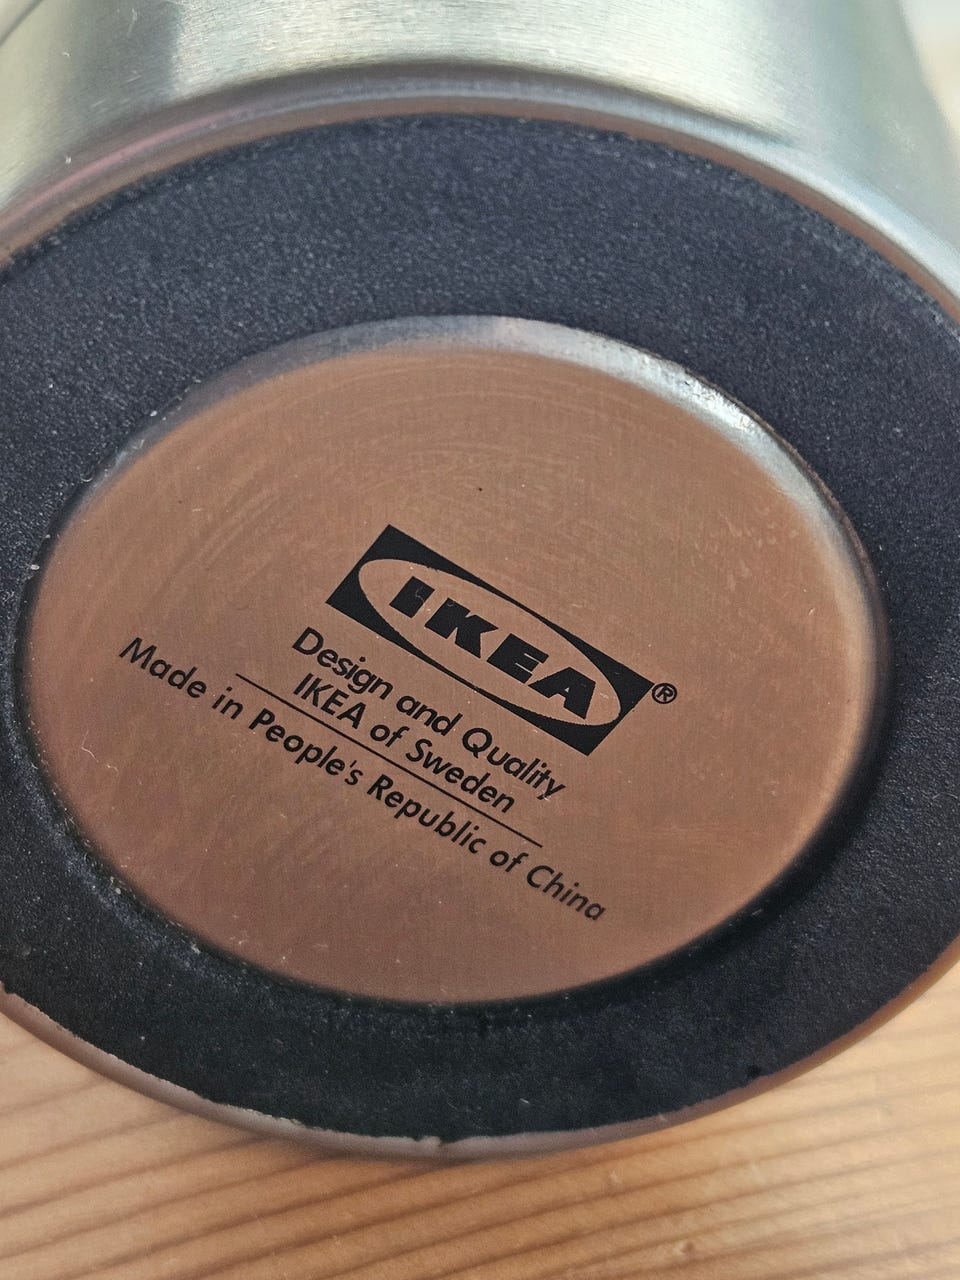 IKEA®
Design and Quality
IKEA of Sweden
Made in People's Republic of China